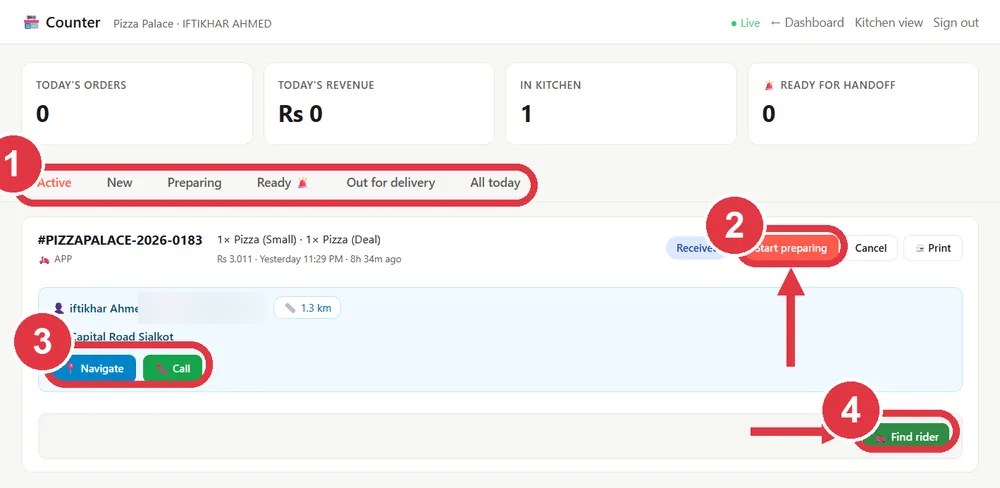 Counter Pizza Palace · IFTIKHAR AHMED Live ← Dashboard Kitchen view Sign out
TODAY'S ORDERS TODAY'S REVENUE IN KITCHEN READY FOR HANDOFF
0 Rs 0 1 0
1
Active New Preparing Ready Out for delivery All today
2
#PIZZAPALACE-2026-0183 1× Pizza (Small) · 1× Pizza (Deal) Start preparing Cancel Print
APP Rs 3,011 · Yesterday 11:29 PM · 8h 34m ago
iftikhar 1.3 km
Capital Road Sialkot
3
Navigate Call
4
Find rider